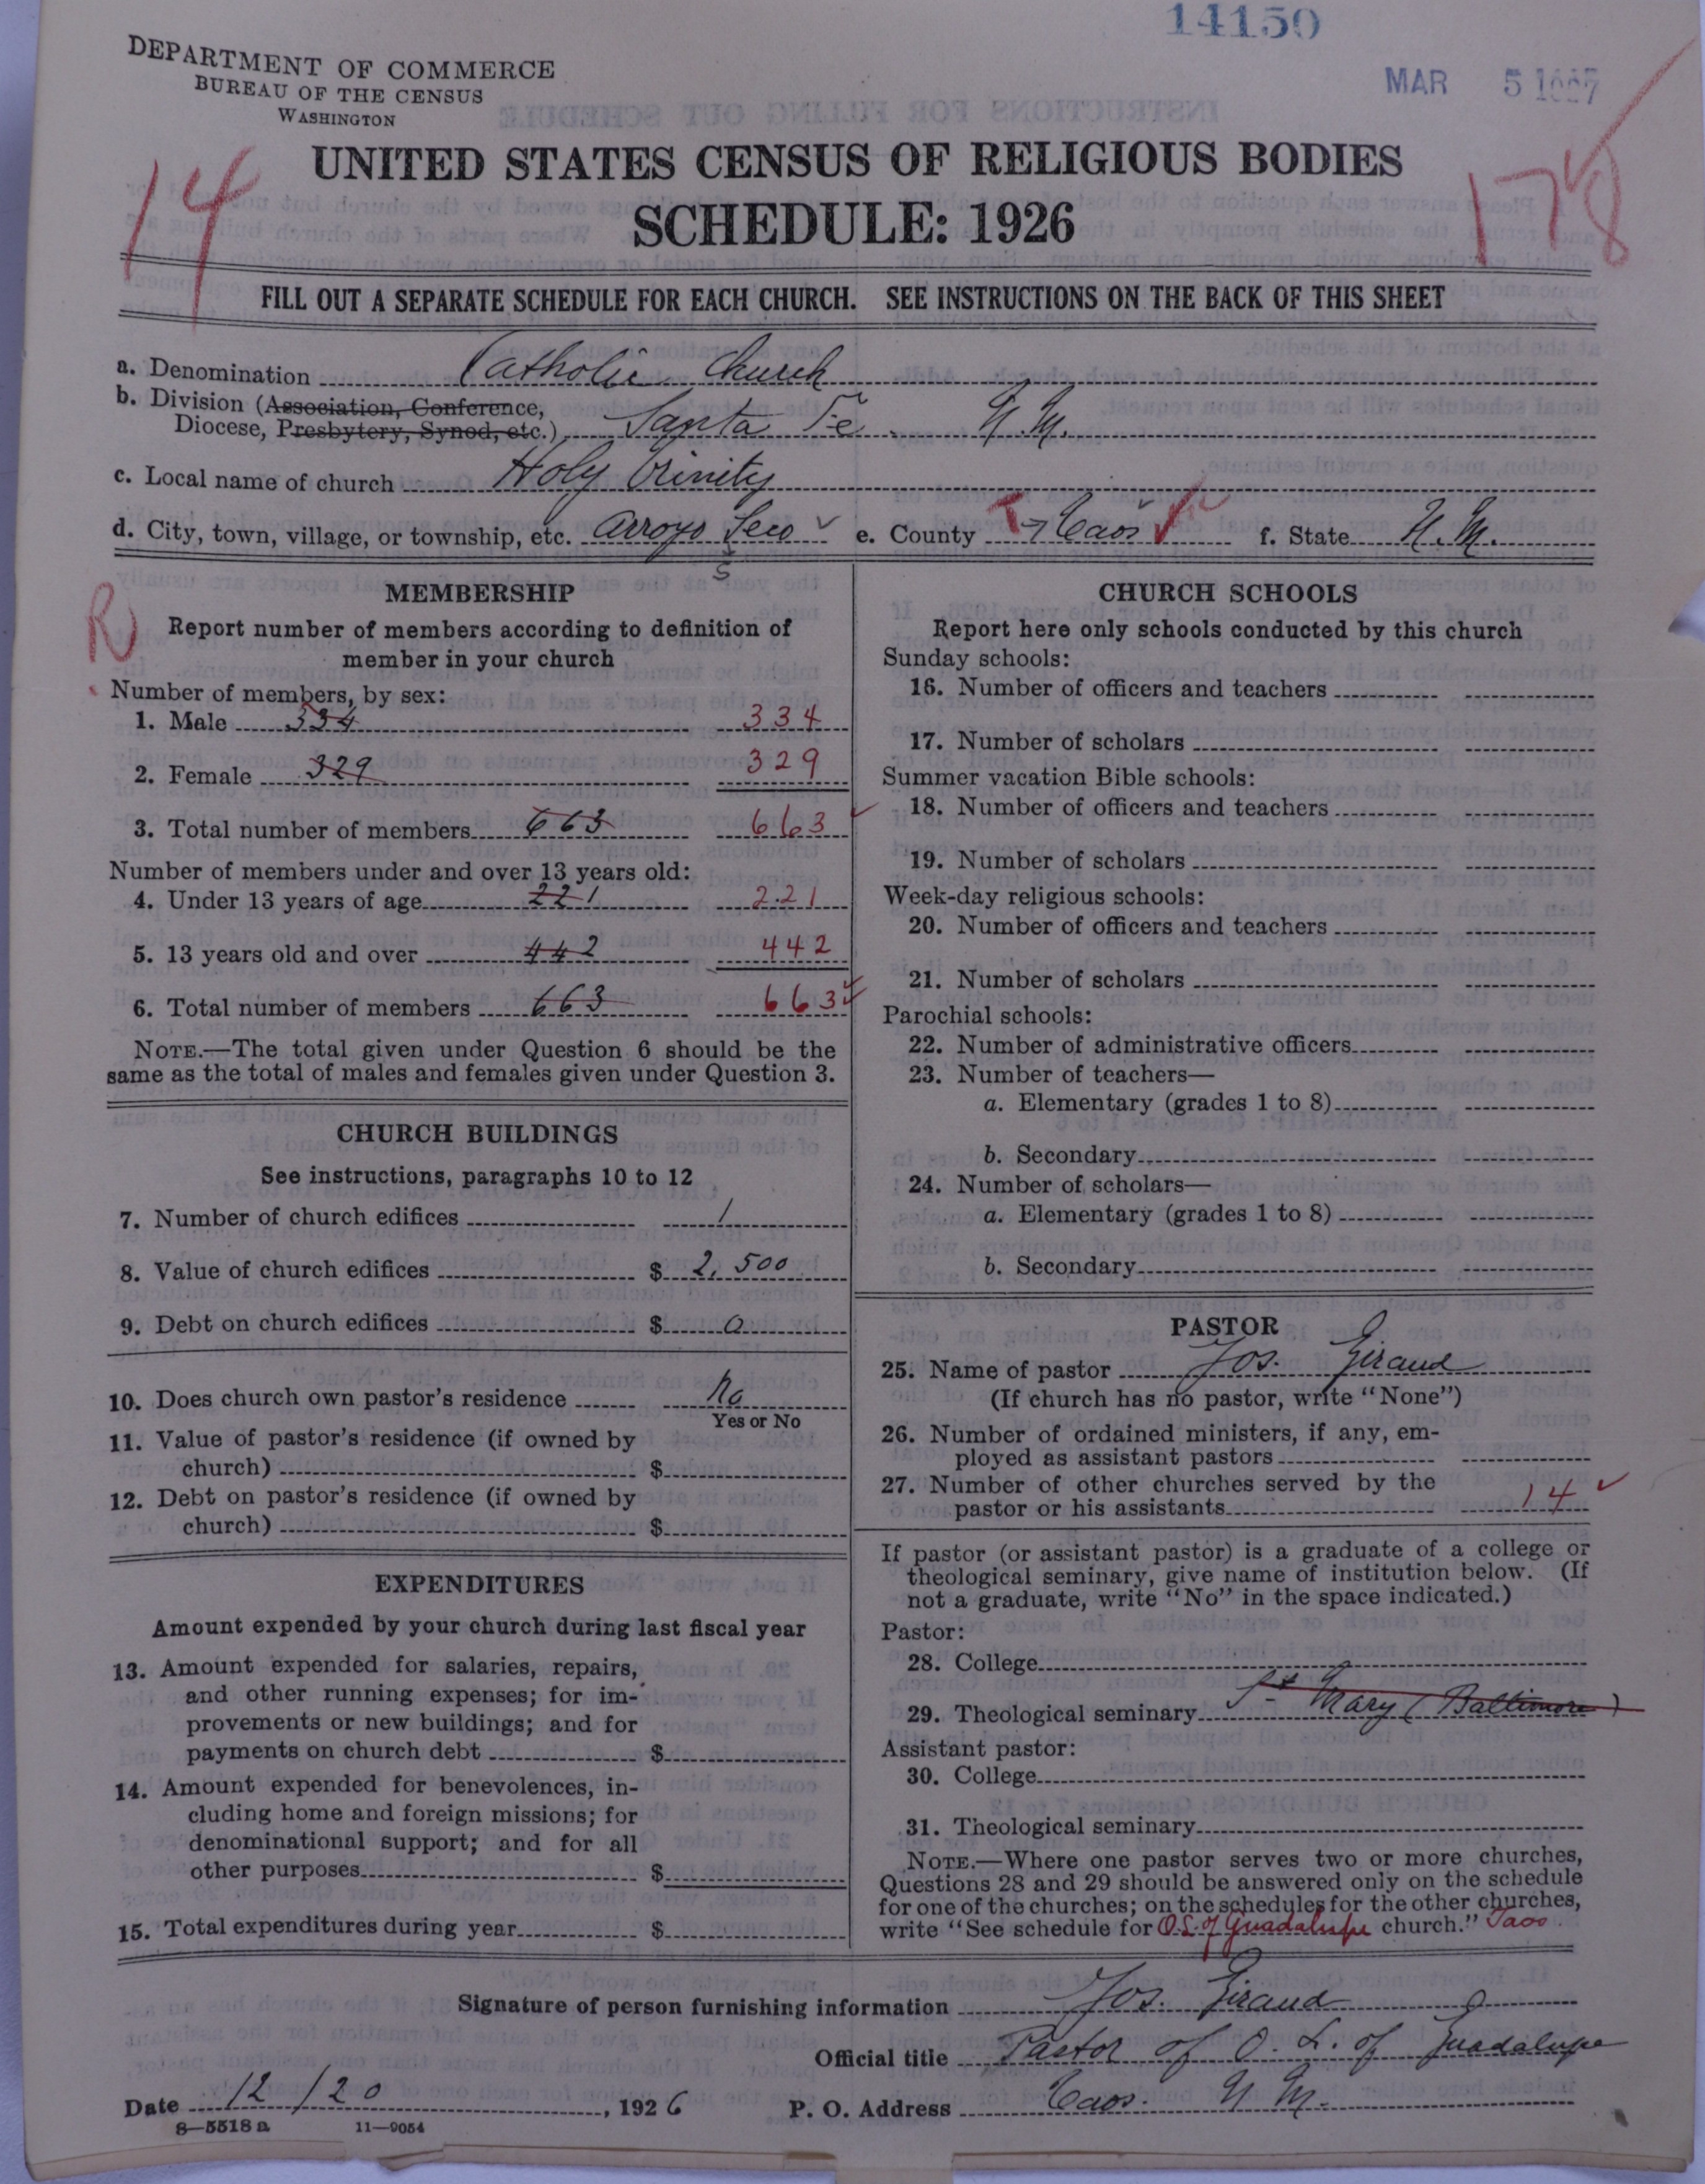 14150
MAR 5 1927
DEPARTMENT OF COMMERCE
BUREAU OF THE CENSUS
WASHINGTON
14
178
UNITED STATES CENSUS OF RELIGIOUS BODIES
SCHEDULE: 1926
FILL OUT A SEPARATE SCHEDULE FOR EACH CHURCH. SEE INSTRUCTIONS ON THE BACK OF THIS SHEET
a. Denomination Catholic Church
b. Division (Association, Conference,
Diocese, Presbytery, Synod, etc.) Santa Fe N.M.
c. Local name of church Holy Trinity
d. City, town, village, or township, etc. Arroyo Seco e. County T Taos f. State N.M.
S
R
MEMBERSHIP
Report number of members according to definition of
member in your church
Number of members, by sex:
1. Male 334 334
2. Female 329 329
3. Total number of members 663 663
Number of members under and over 13 years old:
4. Under 13 years of age 221 221
5. 13 years old and over 442 442
6. Total number of members 663 663
NOTE.—The total given under Question 6 should be the
same as the total of males and females given under Question 3.
CHURCH BUILDINGS
See instructions, paragraphs 10 to 12
7. Number of church edifices 1
8. Value of church edifices $ 2,500
9. Debt on church edifices $ 0
10. Does church own pastor's residence No
Yes or No
11. Value of pastor's residence (if owned by
church) $
12. Debt on pastor's residence (if owned by
church) $
EXPENDITURES
Amount expended by your church during last fiscal year
13. Amount expended for salaries, repairs,
and other running expenses; for im-
provements or new buildings; and for
payments on church debt $
14. Amount expended for benevolences, in-
cluding home and foreign missions; for
denominational support; and for all
other purposes $
15. Total expenditures during year $
CHURCH SCHOOLS
Report here only schools conducted by this church
Sunday schools:
16. Number of officers and teachers
17. Number of scholars
Summer vacation Bible schools:
18. Number of officers and teachers
19. Number of scholars
Week-day religious schools:
20. Number of officers and teachers
21. Number of scholars
Parochial schools:
22. Number of administrative officers
23. Number of teachers—
a. Elementary (grades 1 to 8)
b. Secondary
24. Number of scholars—
a. Elementary (grades 1 to 8)
b. Secondary
PASTOR
25. Name of pastor Jos. Giraud
(If church has no pastor, write "None")
26. Number of ordained ministers, if any, em-
ployed as assistant pastors
27. Number of other churches served by the
pastor or his assistants 14
If pastor (or assistant pastor) is a graduate of a college or
theological seminary, give name of institution below. (If
not a graduate, write "No" in the space indicated.)
Pastor:
28. College
29. Theological seminary St Mary (Baltimore)
Assistant pastor:
30. College
31. Theological seminary
NOTE.—Where one pastor serves two or more churches,
Questions 28 and 29 should be answered only on the schedule
for one of the churches; on the schedules for the other churches,
write "See schedule for O.L. of Guadalupe church." Taos
Signature of person furnishing information Jos. Giraud
Official title Pastor of O. L. of Guadalupe
Date 12/20, 1926 P. O. Address Taos. N M.
8—5518 a 11—9054